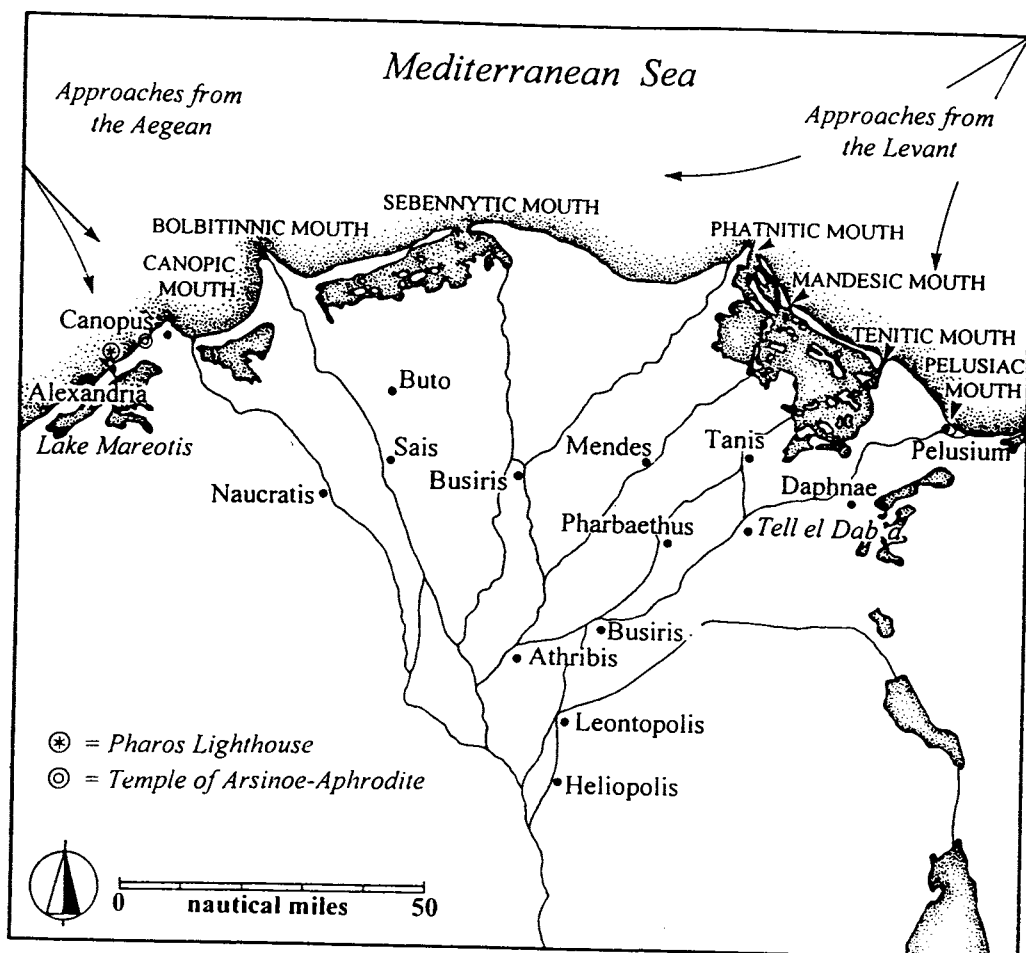 Mediterranean Sea
Approaches from
the Aegean
Approaches from
the Levant
SEBENNYTIC MOUTH
BOLBITINNIC MOUTH
PHATNITIC MOUTH
CANOPIC
MOUTH
MANDESIC MOUTH
Canopus
TENITIC MOUTH
PELUSIAC
MOUTH
Alexandria
Buto
Lake Mareotis
Sais
Mendes
Tanis
Pelusium
Naucratis
Busiris
Daphnae
Pharbaethus
Tell el Dab a
Busiris
Athribis
Leontopolis
= Pharos Lighthouse
= Temple of Arsinoe-Aphrodite
Heliopolis
0 nautical miles 50